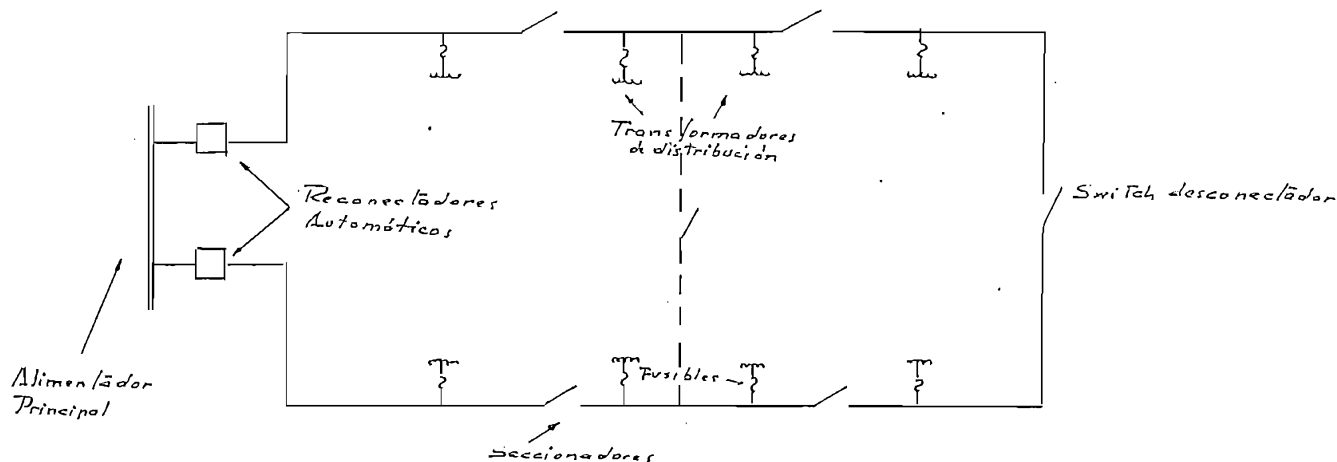 Transformadores
de distribución
Reconectadores
Automáticos
Switch desconectador
Alimentador
Principal
Fusibles
Seccionadores